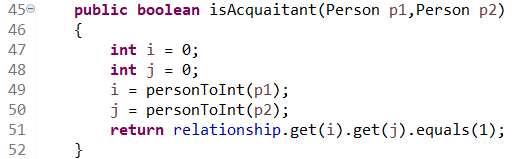 45 public boolean isAcquaitant(Person p1,Person p2)
46 {
47 int i = 0;
48 int j = 0;
49 i = personToInt(p1);
50 j = personToInt(p2);
51 return relationship.get(i).get(j).equals(1);
52 }